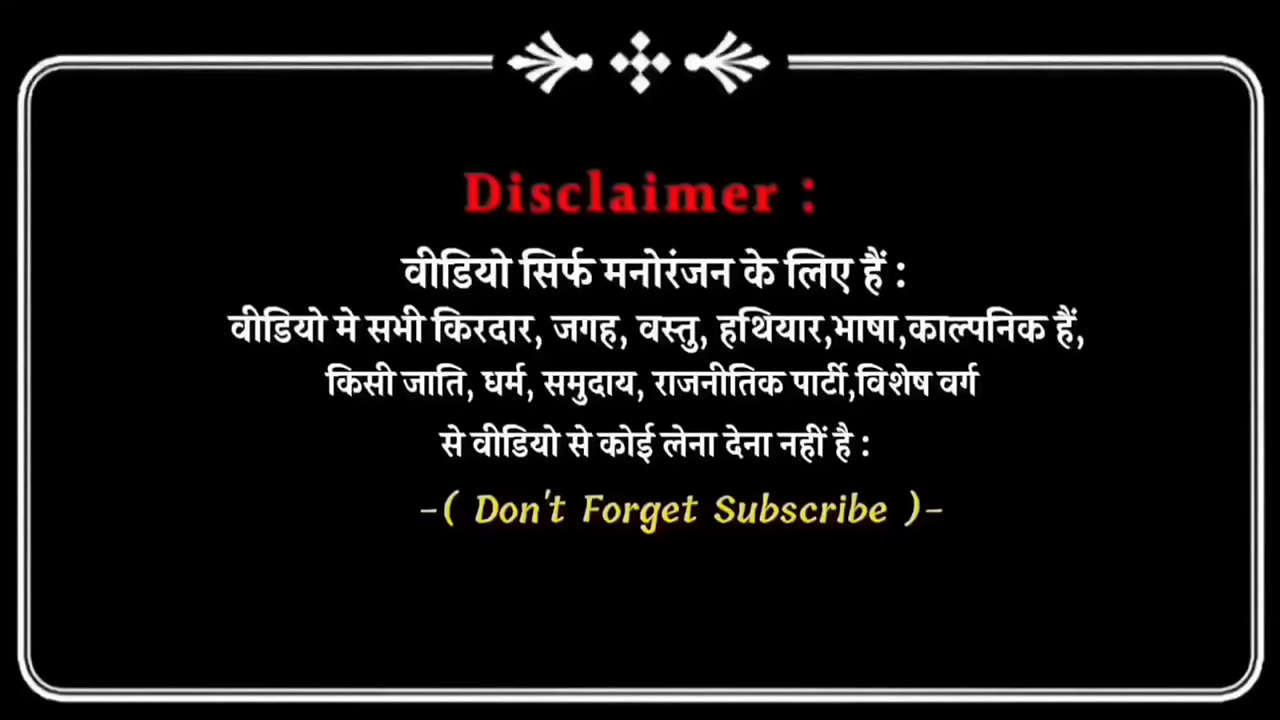 Disclaimer :
वीडियो सिर्फ मनोरंजन के लिए हैं :
वीडियो मे सभी किरदार, जगह, वस्तु, हथियार,भाषा,काल्पनिक हैं,
किसी जाति, धर्म, समुदाय, राजनीतिक पार्टी,विशेष वर्ग
से वीडियो से कोई लेना देना नहीं है :
-( Don't Forget Subscribe )-